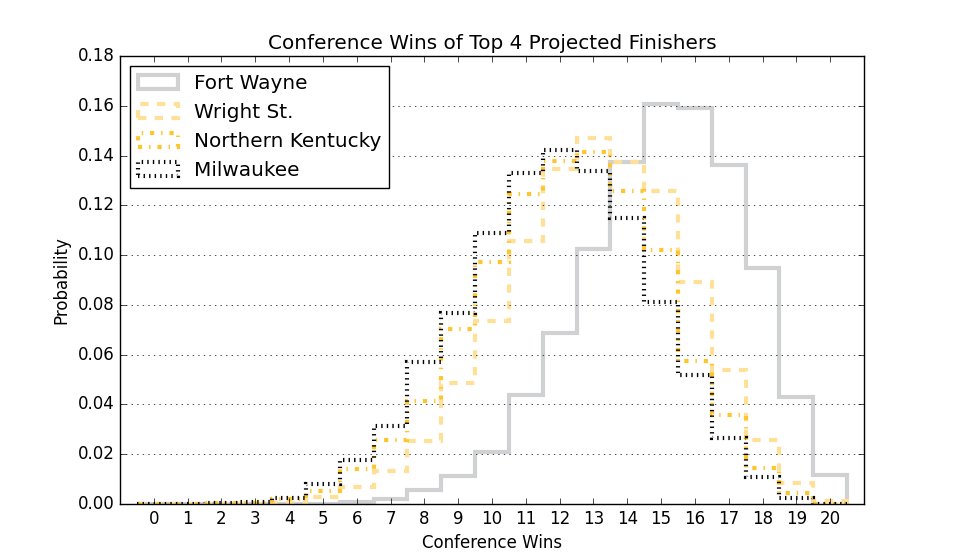 Conference Wins of Top 4 Projected Finishers
Fort Wayne
Wright St.
Northern Kentucky
Milwaukee
Probability
0.18
0.16
0.14
0.12
0.10
0.08
0.06
0.04
0.02
0.00
0 1 2 3 4 5 6 7 8 9 10 11 12 13 14 15 16 17 18 19 20
Conference Wins